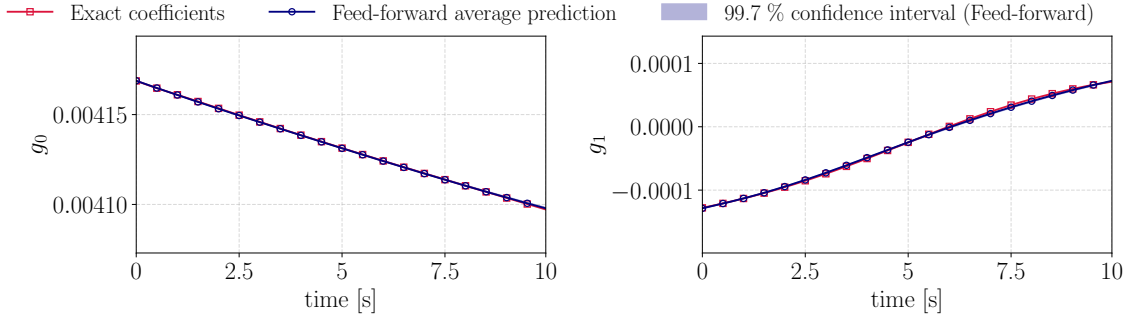 Exact coefficients Feed-forward average prediction 99.7 % confidence interval (Feed-forward)
g0
0.00415
0.00410
0 2.5 5 7.5 10
time [s]
g1
0.0001
0.0000
−0.0001
0 2.5 5 7.5 10
time [s]